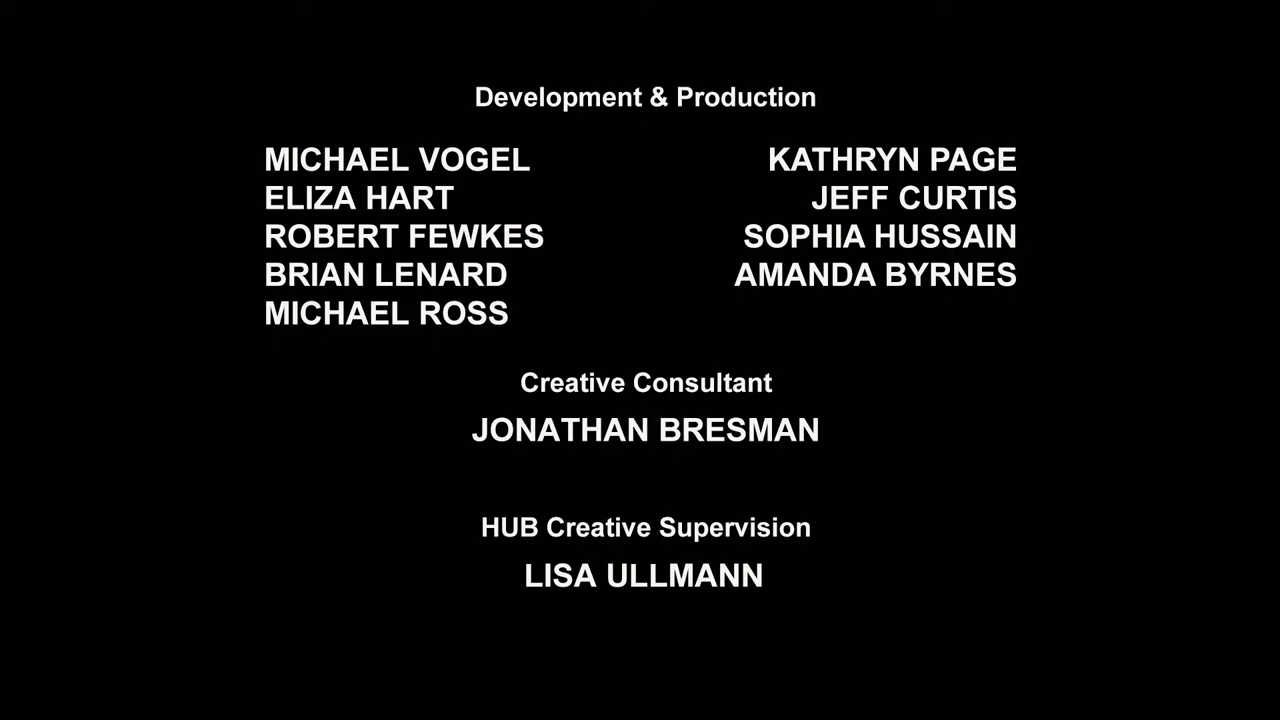 Development & Production
MICHAEL VOGEL KATHRYN PAGE
ELIZA HART JEFF CURTIS
ROBERT FEWKES SOPHIA HUSSAIN
BRIAN LENARD AMANDA BYRNES
MICHAEL ROSS
Creative Consultant
JONATHAN BRESMAN
HUB Creative Supervision
LISA ULLMANN